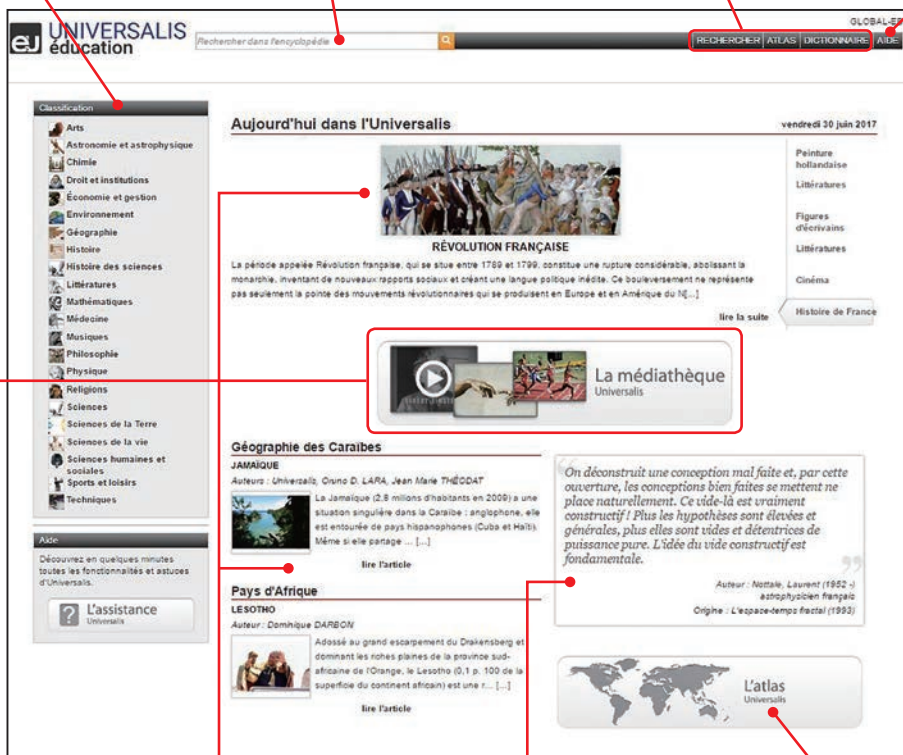 GLOBAL-ER
eu UNIVERSALIS
éducation
Rechercher dans l'encyclopédie
RECHERCHER ATLAS DICTIONNAIRE AIDE
Classification
Arts
Astronomie et astrophysique
Chimie
Droit et institutions
Économie et gestion
Environnement
Géographie
Histoire
Histoire des sciences
Littératures
Mathématiques
Médecine
Musiques
Philosophie
Physique
Religions
Sciences
Sciences de la Terre
Sciences de la vie
Sciences humaines et
sociales
Sports et loisirs
Techniques
Aide
Découvrez en quelques minutes
toutes les fonctionnalités et astuces
d'Universalis.
? L'assistance
Universalis
Aujourd'hui dans l'Universalis
vendredi 30 juin 2017
RÉVOLUTION FRANÇAISE
La période appelée Révolution française, qui se situe entre 1789 et 1799, constitue une rupture considérable, abolissant la
monarchie, inventant de nouveaux rapports sociaux et créant une langue politique inédite. Ce bouleversement ne représente
pas seulement la pointe des mouvements révolutionnaires qui se produisent en Europe et en Amérique du N[...]
lire la suite
Peinture
hollandaise
Littératures
Figures
d'écrivains
Littératures
Cinéma
Histoire de France
La médiathèque
Universalis
Géographie des Caraïbes
JAMAÏQUE
Auteurs : Universalis, Oruno D. LARA, Jean Marie THÉODAT
La Jamaïque (2,8 millions d'habitants en 2009) a une
situation singulière dans la Caraïbe : anglophone, elle
est entourée de pays hispanophones (Cuba et Haïti).
Même si elle partage ... [...]
lire l'article
Pays d'Afrique
LESOTHO
Auteur : Dominique DARBON
Adossé au grand escarpement du Drakensberg et
dominant les riches plaines de la province sud-
africaine de l'Orange, le Lesotho (0,1 p. 100 de la
superficie du continent africain) est une r... [...]
lire l'article
“On déconstruit une conception mal faite et, par cette
ouverture, les conceptions bien faites se mettent ne
place naturellement. Ce vide-là est vraiment
constructif ! Plus les hypothèses sont élevées et
générales, plus elles sont vides et détentrices de
puissance pure. L'idée du vide constructif est
fondamentale.
”
Auteur : Nottale, Laurent (1952 -)
astrophysicien français
Origine : L'espace-temps fractal (1993)
L'atlas
Universalis